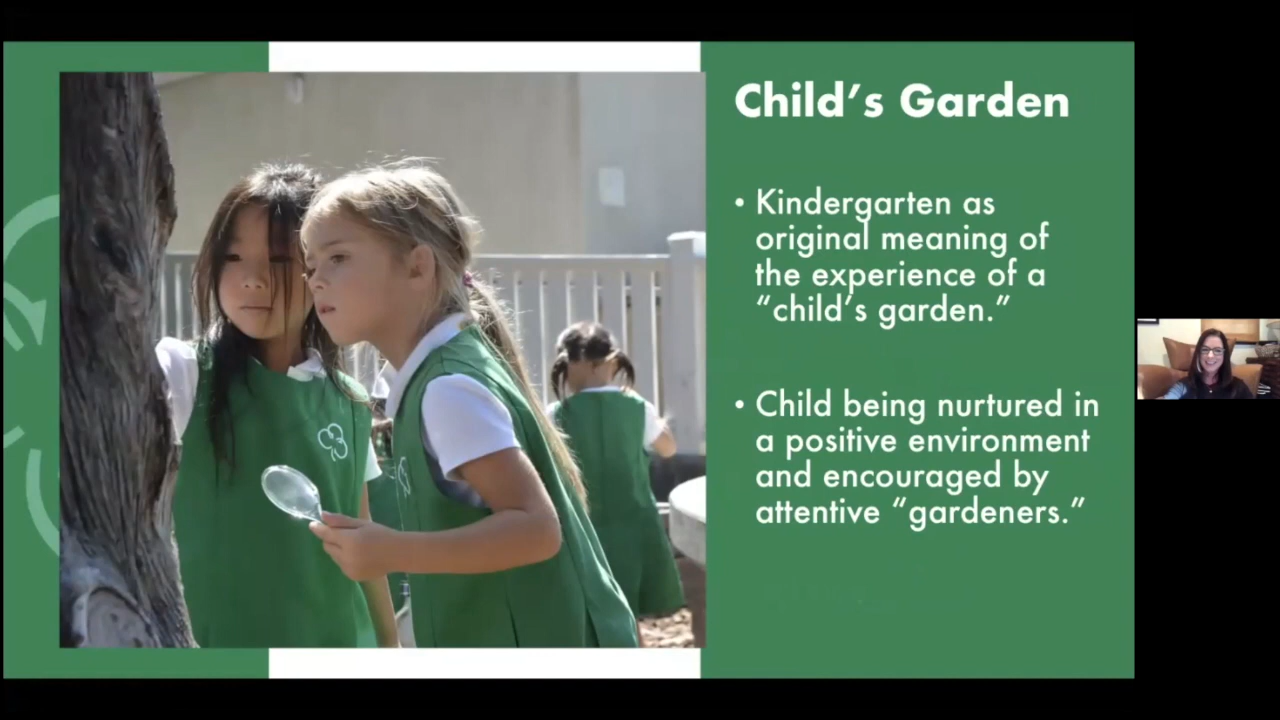 Child's Garden
• Kindergarten as
original meaning of
the experience of a
“child's garden.”
• Child being nurtured in
a positive environment
and encouraged by
attentive “gardeners.”